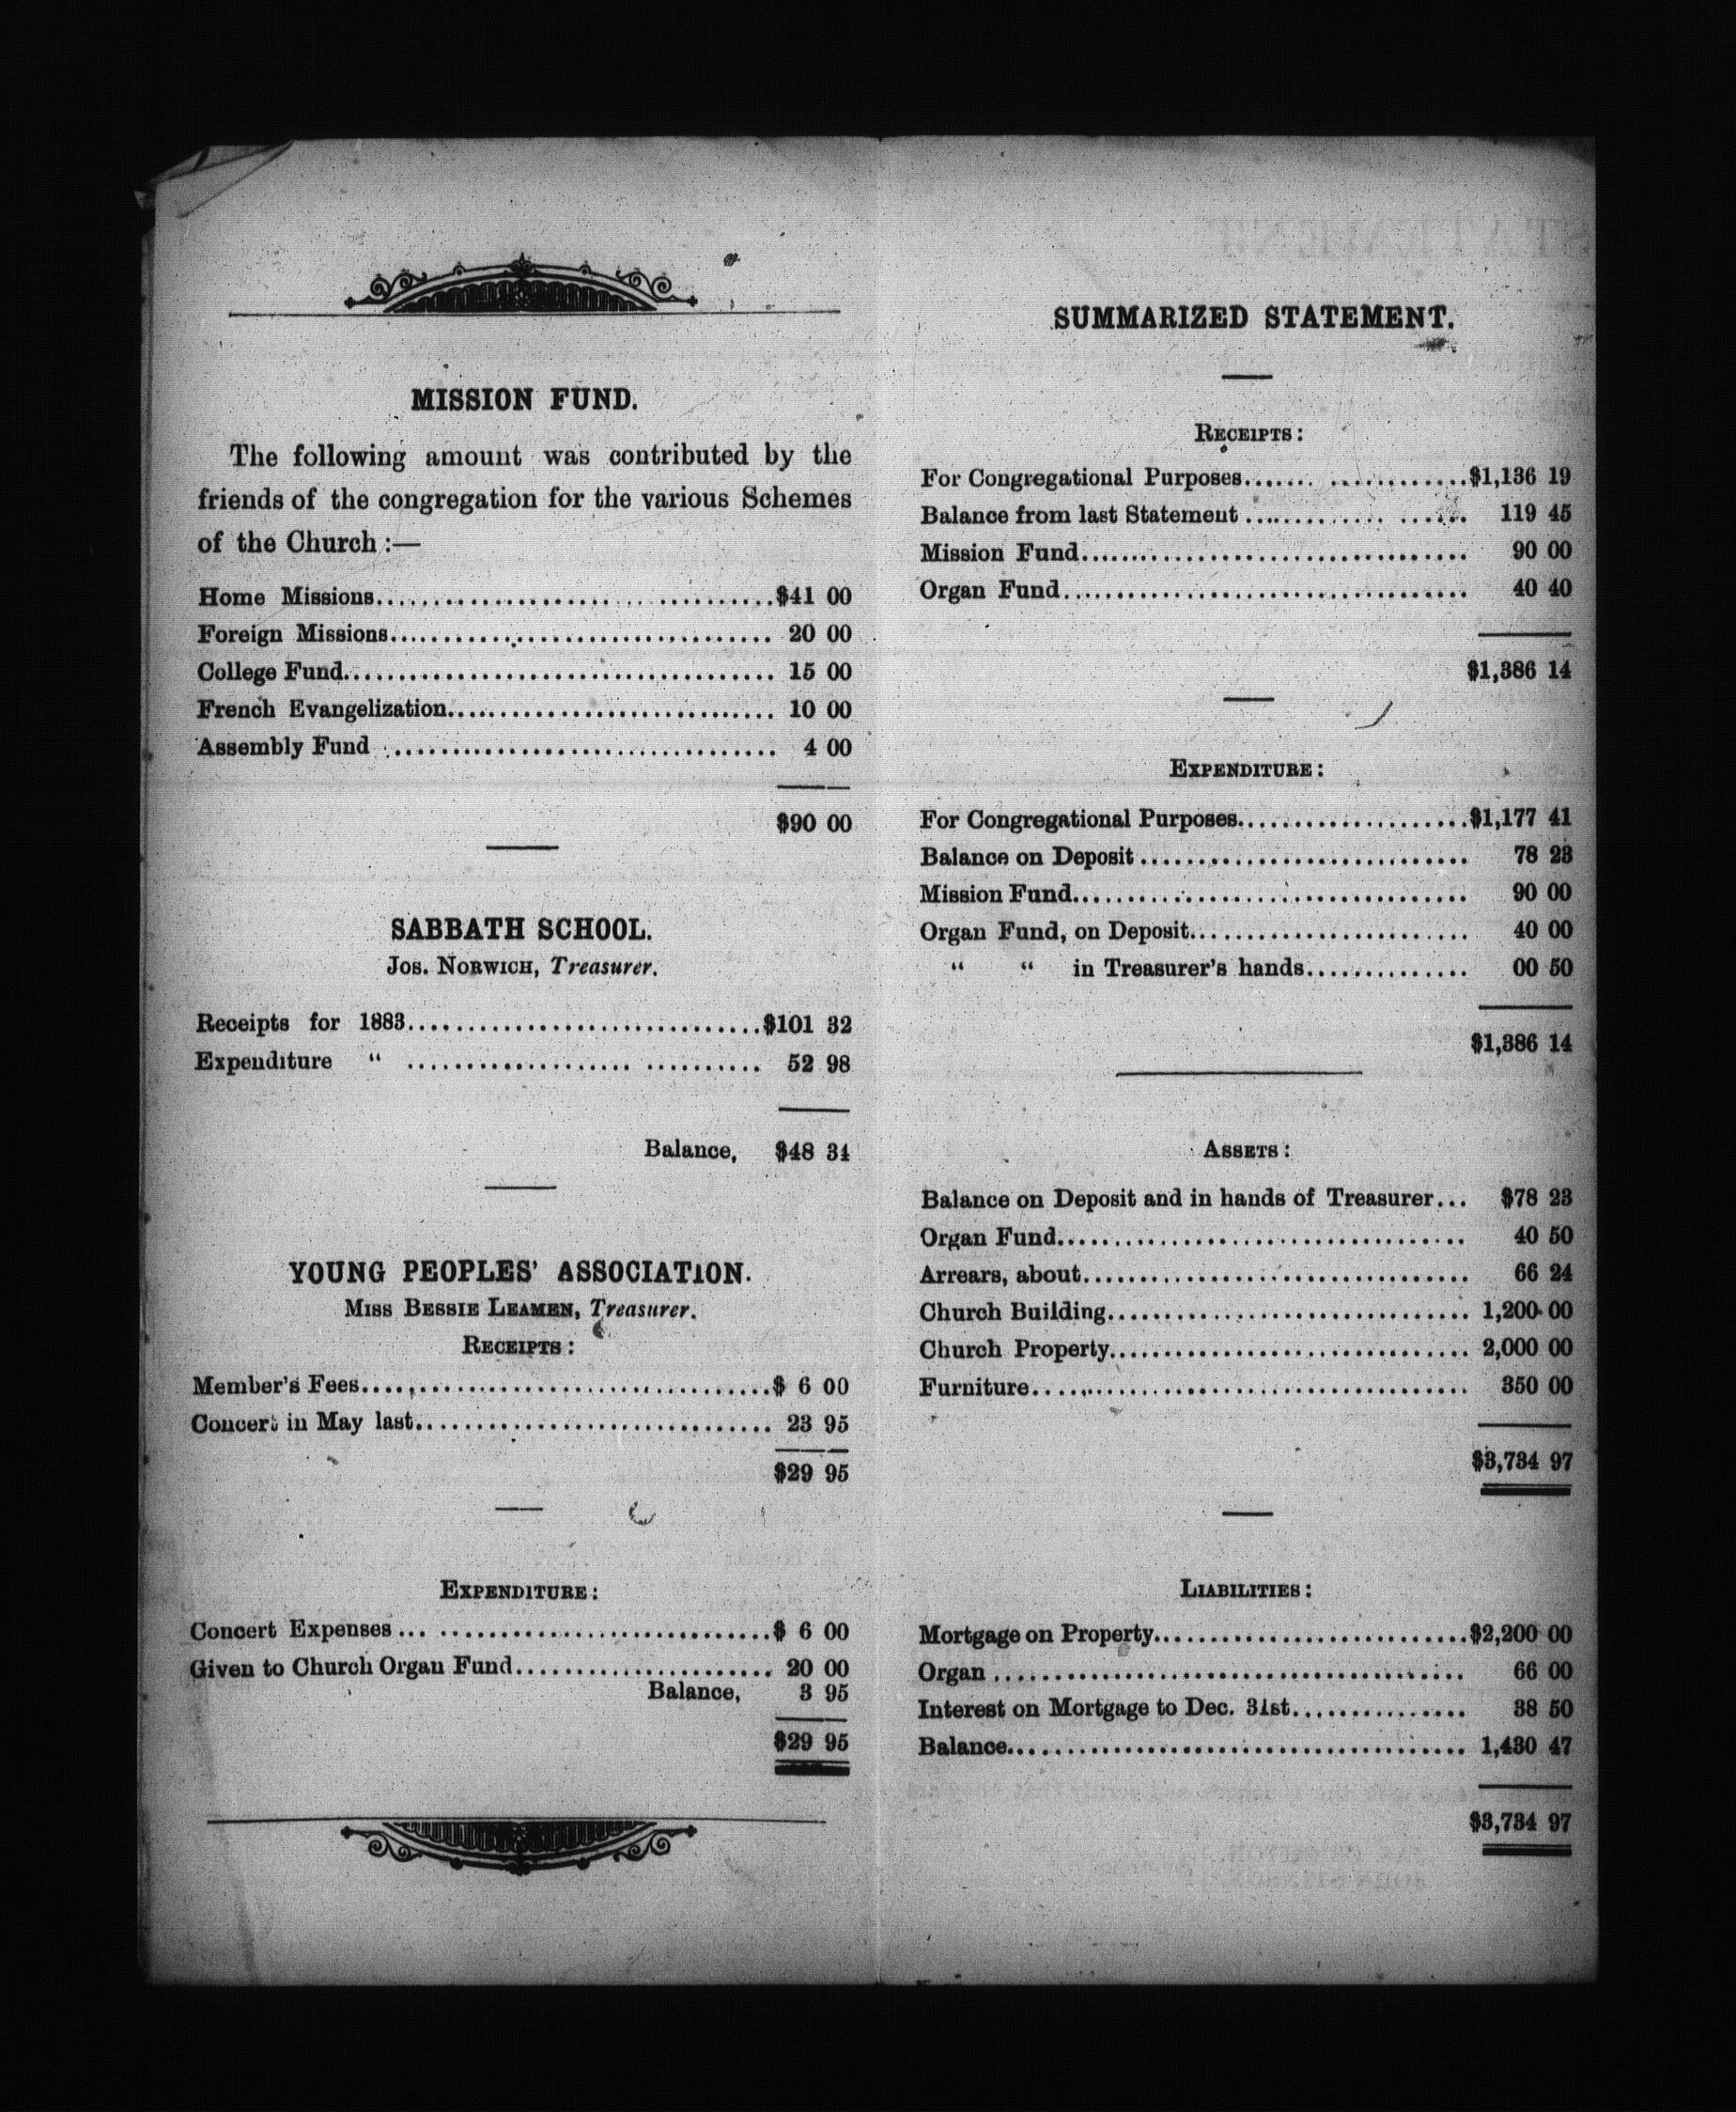 MISSION FUND.
The following amount was contributed by the
friends of the congregation for the various Schemes
of the Church :—
Home Missions.......................................$41 00
Foreign Missions................................... 20 00
College Fund....................................... 15 00
French Evangelization.............................. 10 00
Assembly Fund ..................................... 4 00
$90 00
SABBATH SCHOOL.
Jos. Norwich, Treasurer.
Receipts for 1883.................................$101 32
Expenditure " ............................... 52 98
Balance, $48 34
YOUNG PEOPLES' ASSOCIATION.
Miss Bessie Leamen, Treasurer.
Receipts :
Member's Fees.......................................$ 6 00
Concert in May last................................ 23 95
$29 95
Expenditure :
Concert Expenses ... ..............................$ 6 00
Given to Church Organ Fund........................ 20 00
Balance, 3 95
$29 95
SUMMARIZED STATEMENT.
Receipts :
For Congregational Purposes....... .............$1,136 19
Balance from last Statement ............. ...... 119 45
Mission Fund...................................... 90 00
Organ Fund........................................ 40 40
$1,386 14
Expenditure :
For Congregational Purposes.....................$1,177 41
Balance on Deposit ............................... 78 23
Mission Fund...................................... 90 00
Organ Fund, on Deposit........................... 40 00
" " in Treasurer's hands............... 00 50
$1,386 14
Assets :
Balance on Deposit and in hands of Treasurer... $78 23
Organ Fund........................................ 40 50
Arrears, about.................................... 66 24
Church Building.................................. 1,200 00
Church Property.................................. 2,000 00
Furniture......................................... 350 00
$3,734 97
Liabilities :
Mortgage on Property.............................$2,200 00
Organ ............................................ 66 00
Interest on Mortgage to Dec. 31st................ 38 50
Balance.......................................... 1,430 47
$3,734 97